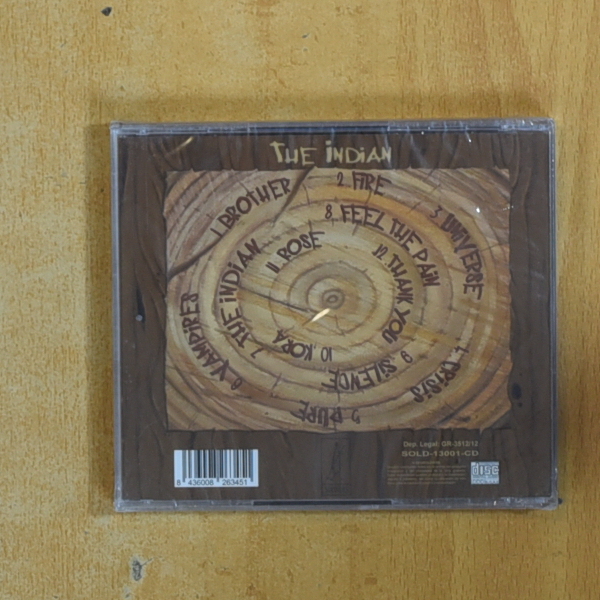 THE INDIAN
1 BROTHER
2. FIRE
3. UNIVERSE
4. CRISIS
5. PURE
6 VAMPIRES
7. THE INDIAN
8. FEEL THE PAIN
9. SILENCE
10. KORA
11. ROSE
12. THANK YOU
Dep. Legal: GR-3912/12
SOLD-13001-CD
8 436008 263451